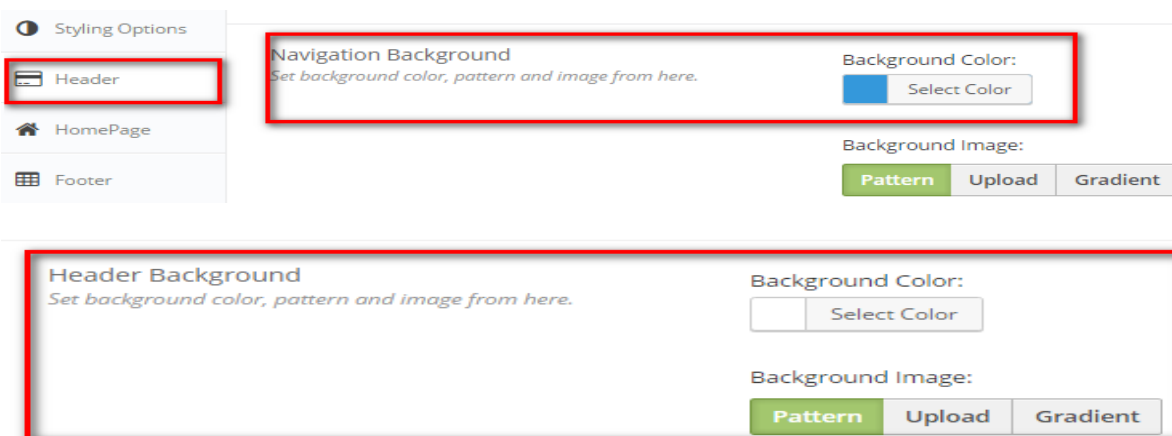 Styling Options
Header
HomePage
Footer
Navigation Background
Set background color, pattern and image from here.
Background Color:
Select Color
Background Image:
Pattern Upload Gradient
Header Background
Set background color, pattern and image from here.
Background Color:
Select Color
Background Image:
Pattern Upload Gradient